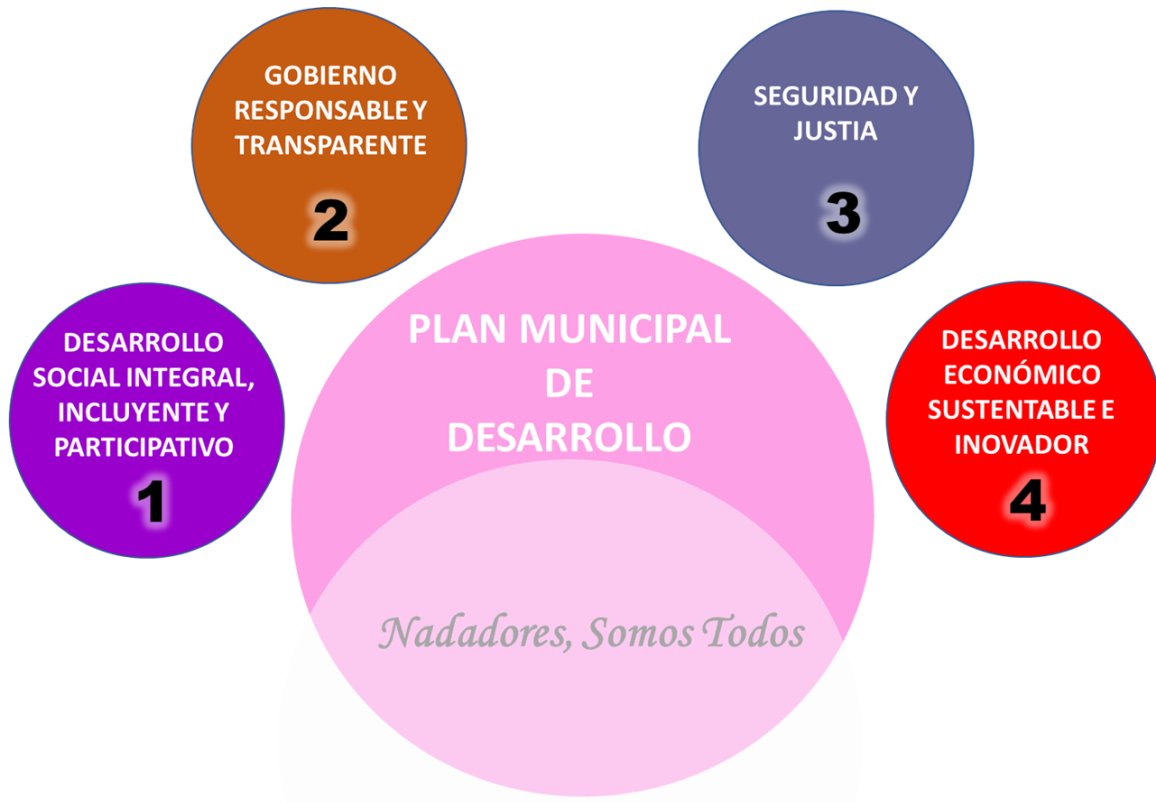 GOBIERNO
RESPONSABLE Y
TRANSPARENTE
2
SEGURIDAD Y
JUSTIA
3
DESARROLLO
SOCIAL INTEGRAL,
INCLUYENTE Y
PARTICIPATIVO
1
PLAN MUNICIPAL
DE
DESARROLLO
Nadadores, Somos Todos
DESARROLLO
ECONÓMICO
SUSTENTABLE E
INOVADOR
4